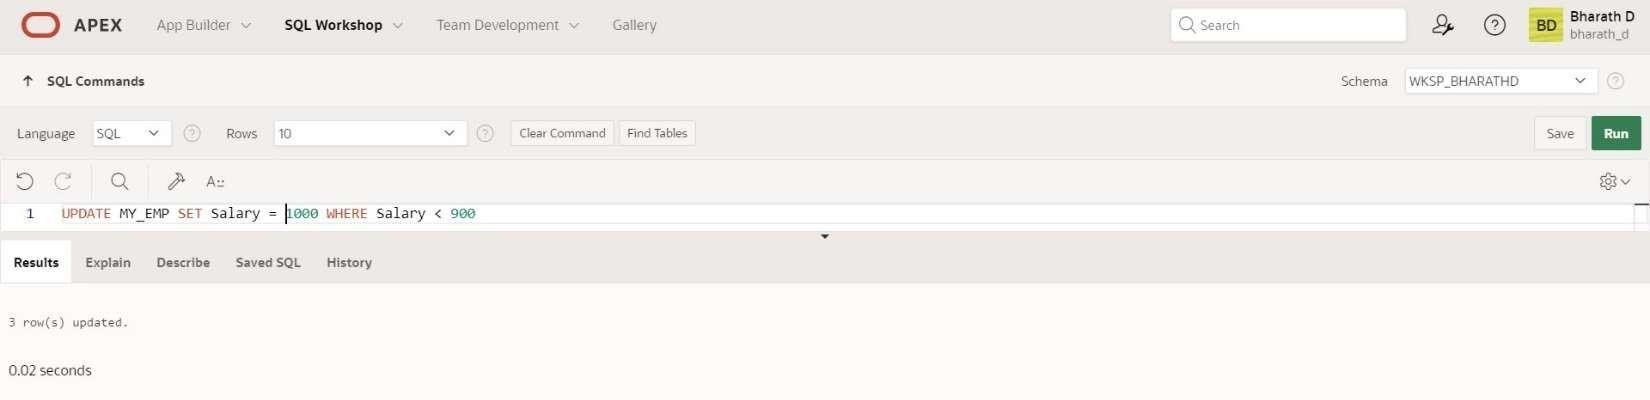 APEX App Builder SQL Workshop Team Development Gallery Search BD Bharath D
bharath_d
SQL Commands Schema WKSP_BHARATHD
Language SQL Rows 10 Clear Command Find Tables Save Run
A::
1 UPDATE MY_EMP SET Salary = 1000 WHERE Salary < 900
Results Explain Describe Saved SQL History
3 row(s) updated.
0.02 seconds